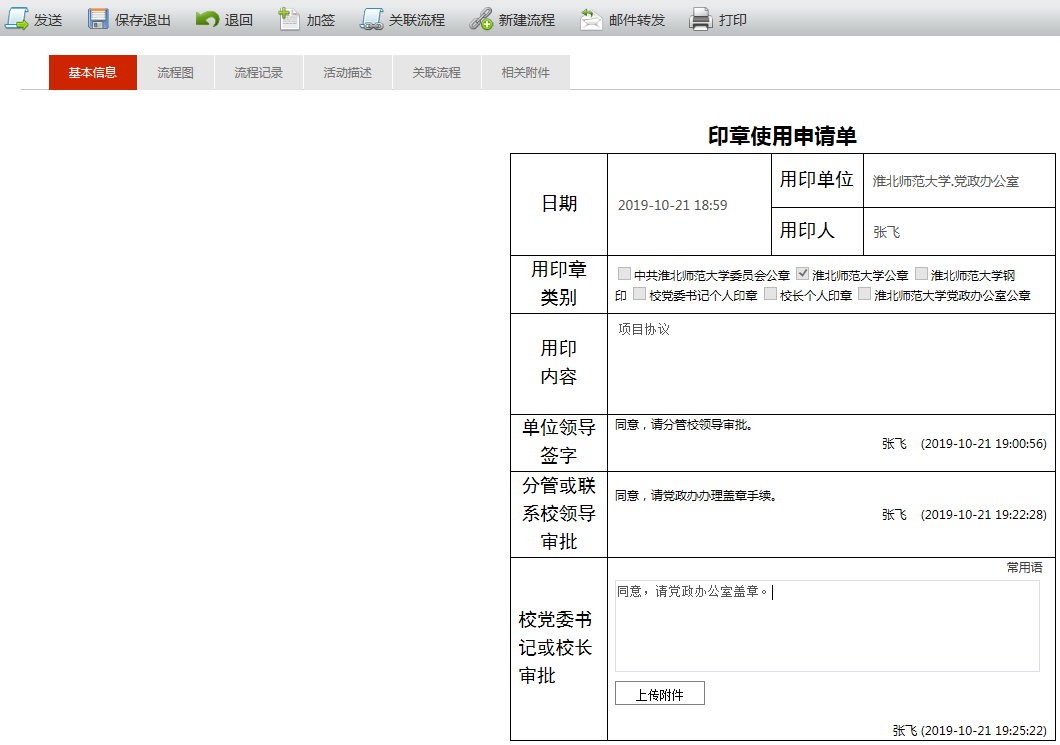 发送 保存退出 退回 加签 关联流程 新建流程 邮件转发 打印
基本信息 流程图 流程记录 活动描述 关联流程 相关附件
印章使用申请单
日期 2019-10-21 18:59
用印单位 淮北师范大学.党政办公室
用印人 张飞
用印章
类别
中共淮北师范大学委员会公章 淮北师范大学公章 淮北师范大学钢
印 校党委书记个人印章 校长个人印章 淮北师范大学党政办公室公章
用印
内容
项目协议
单位领导
签字
同意，请分管校领导审批。
张飞 (2019-10-21 19:00:56)
分管或联
系校领导
审批
同意，请党政办办理盖章手续。
张飞 (2019-10-21 19:22:28)
校党委书
记或校长
审批
常用语
同意，请党政办公室盖章。
上传附件
张飞 (2019-10-21 19:25:22)